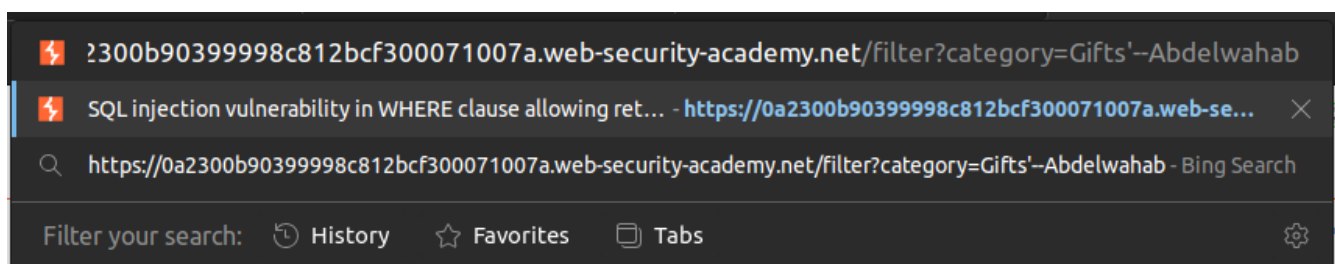 2300b90399998c812bcf300071007a.web-security-academy.net/filter?category=Gifts'--Abdelwahab
SQL injection vulnerability in WHERE clause allowing ret... - https://0a2300b90399998c812bcf300071007a.web-se...
https://0a2300b90399998c812bcf300071007a.web-security-academy.net/filter?category=Gifts'--Abdelwahab - Bing Search
Filter your search: History Favorites Tabs